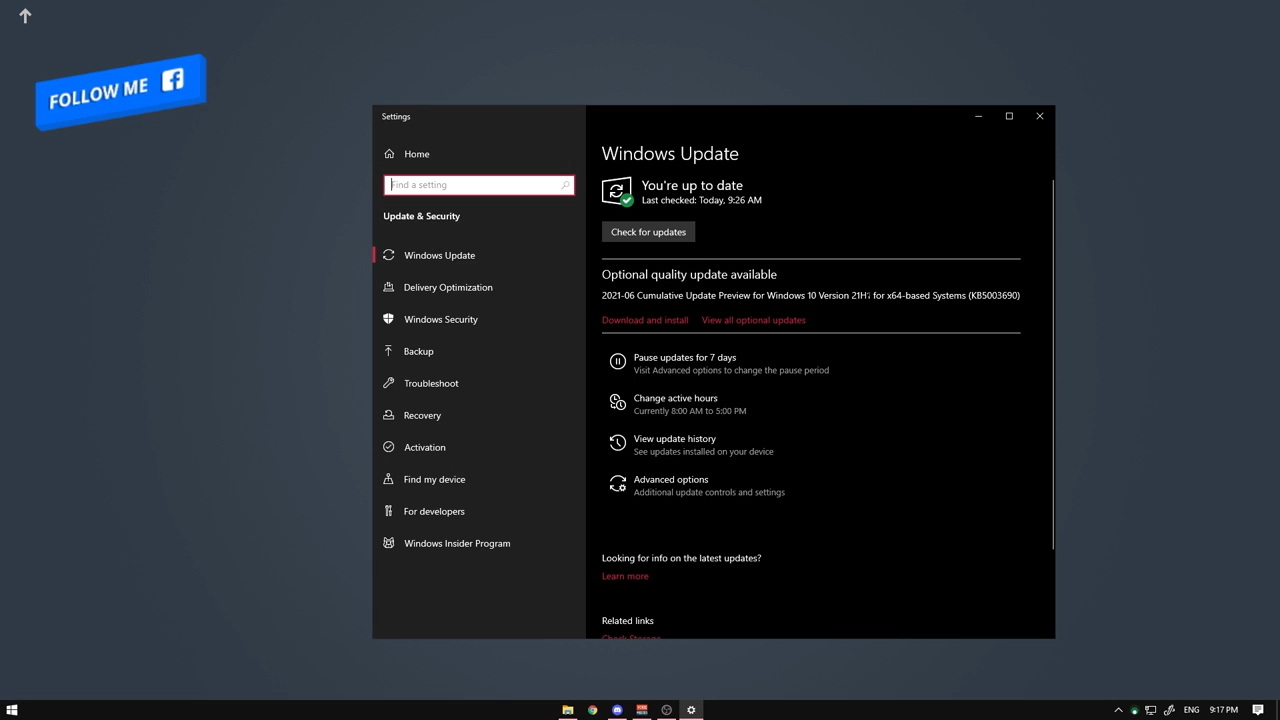 FOLLOW ME
Settings
Home
Find a setting
Update & Security
Windows Update
Delivery Optimization
Windows Security
Backup
Troubleshoot
Recovery
Activation
Find my device
For developers
Windows Insider Program
Windows Update
You're up to date
Last checked: Today, 9:26 AM
Check for updates
Optional quality update available
2021-06 Cumulative Update Preview for Windows 10 Version for x64-based Systems (KB5003690)
Download and install View all optional updates
Pause updates for 7 days
Visit Advanced options to change the pause period
Change active hours
Currently 8:00 AM to 5:00 PM
View update history
See updates installed on your device
Advanced options
Additional update controls and settings
Looking for info on the latest updates?
Learn more
Related links
Check Storage
ENG 9:17 PM